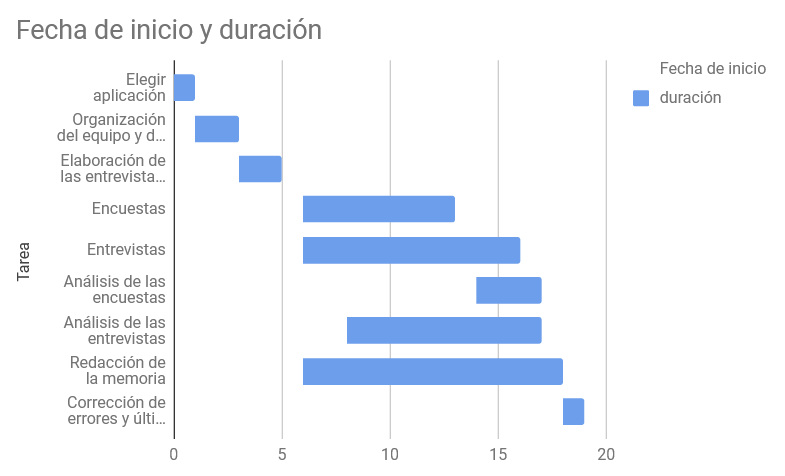 Fecha de inicio y duración
Fecha de inicio
duración
Tarea
Elegir
aplicación
Organización
del equipo y d...
Elaboración de
las entrevista...
Encuestas
Entrevistas
Análisis de las
encuestas
Análisis de las
entrevistas
Redacción de
la memoria
Corrección de
errores y últi...
0 5 10 15 20